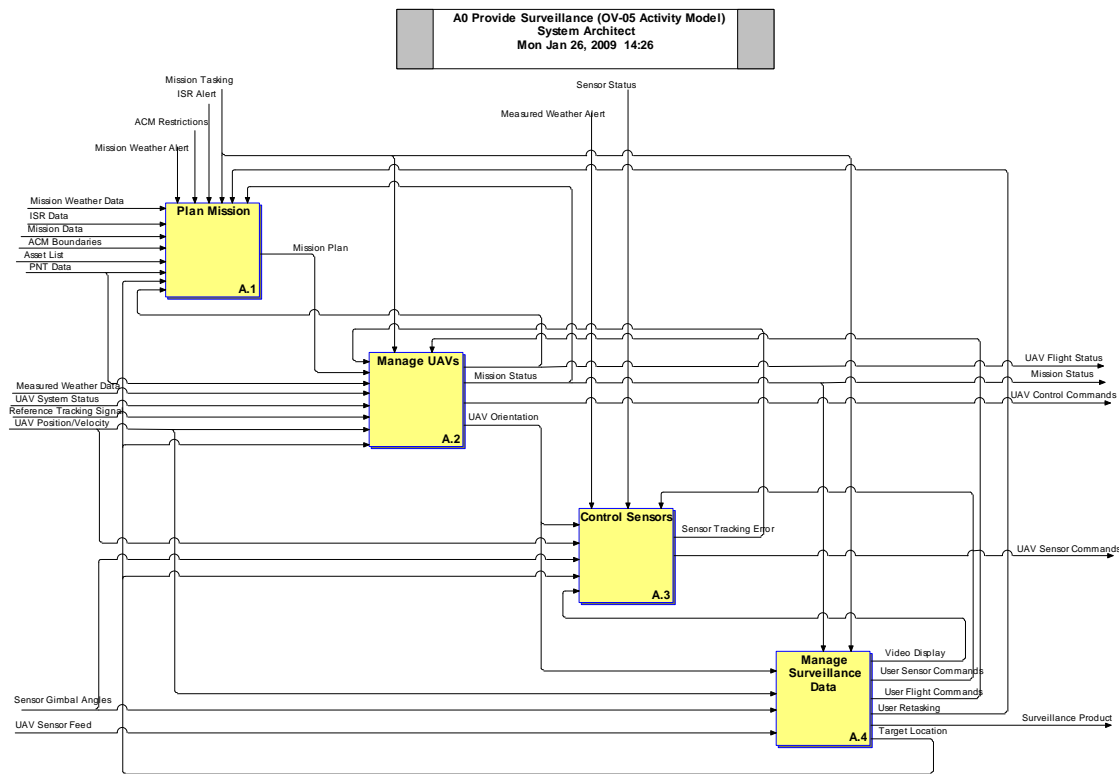 A0 Provide Surveillance (OV-05 Activity Model)
System Architect
Mon Jan 26, 2009 14:26
Mission Tasking
ISR Alert
ACM Restrictions
Mission Weather Alert
Sensor Status
Measured Weather Alert
Mission Weather Data
ISR Data
Mission Data
ACM Boundaries
Asset List
PNT Data
Plan Mission
A.1
Mission Plan
Measured Weather Data
UAV System Status
Reference Tracking Signal
UAV Position/Velocity
Manage UAVs
A.2
Mission Status
UAV Orientation
UAV Flight Status
Mission Status
UAV Control Commands
Control Sensors
A.3
Sensor Tracking Error
UAV Sensor Commands
Sensor Gimbal Angles
UAV Sensor Feed
Manage
Surveillance
Data
A.4
Video Display
User Sensor Commands
User Flight Commands
User Retasking
Surveillance Product
Target Location